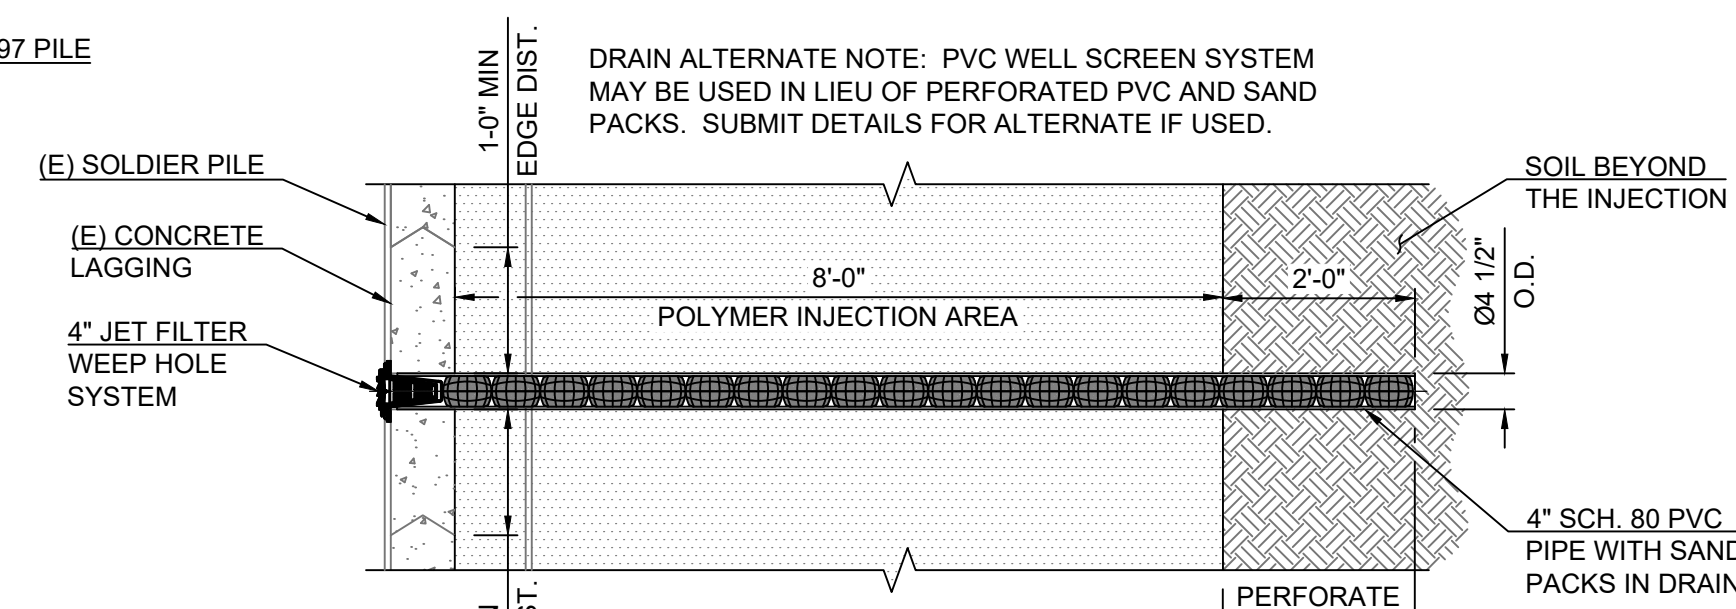 97 PILE
1-0" MIN
EDGE DIST.
DRAIN ALTERNATE NOTE: PVC WELL SCREEN SYSTEM
MAY BE USED IN LIEU OF PERFORATED PVC AND SAND
PACKS. SUBMIT DETAILS FOR ALTERNATE IF USED.
(E) SOLDIER PILE
(E) CONCRETE
LAGGING
4" JET FILTER
WEEP HOLE
SYSTEM
8'-0"
POLYMER INJECTION AREA
2'-0"
SOIL BEYOND
THE INJECTION
Ø4 1/2"
O.D.
4" SCH. 80 PVC
PIPE WITH SAND
PACKS IN DRAIN
PERFORATE